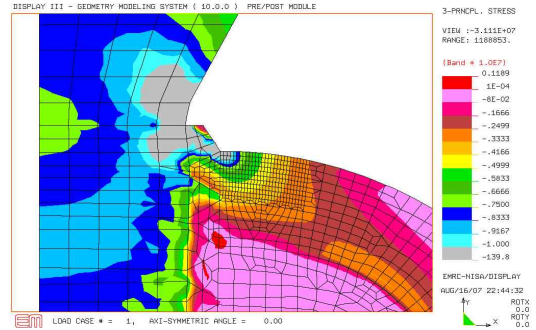 DISPLAY III - GEOMETRY MODELING SYSTEM ( 10.0.0 ) PRE/POST MODULE
3-PRNCPL. STRESS
VIEW :-3.111E+07
RANGE: 1188853.
(Band * 1.0E7)
0.1189
1E-04
-8E-02
-.1666
-.2499
-.3333
-.4166
-.4999
-.5833
-.6666
-.7500
-.8333
-.9167
-1.000
-139.8
EMRC-NISA/DISPLAY
AUG/16/07 22:44:32
Y
X
ROTX
0.0
ROTY
0.0
LOAD CASE # = 1, AXI-SYMMETRIC ANGLE = 0.00